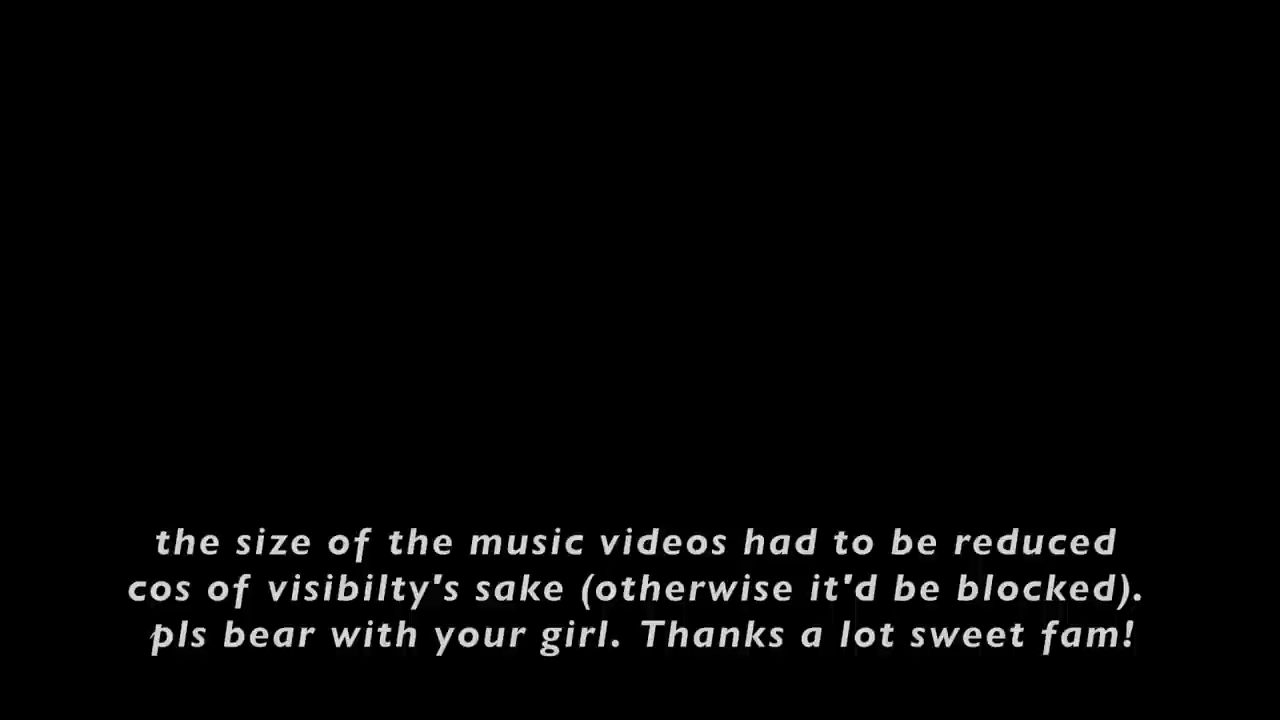 the size of the music videos had to be reduced
cos of visibilty's sake (otherwise it'd be blocked).
pls bear with your girl. Thanks a lot sweet fam!